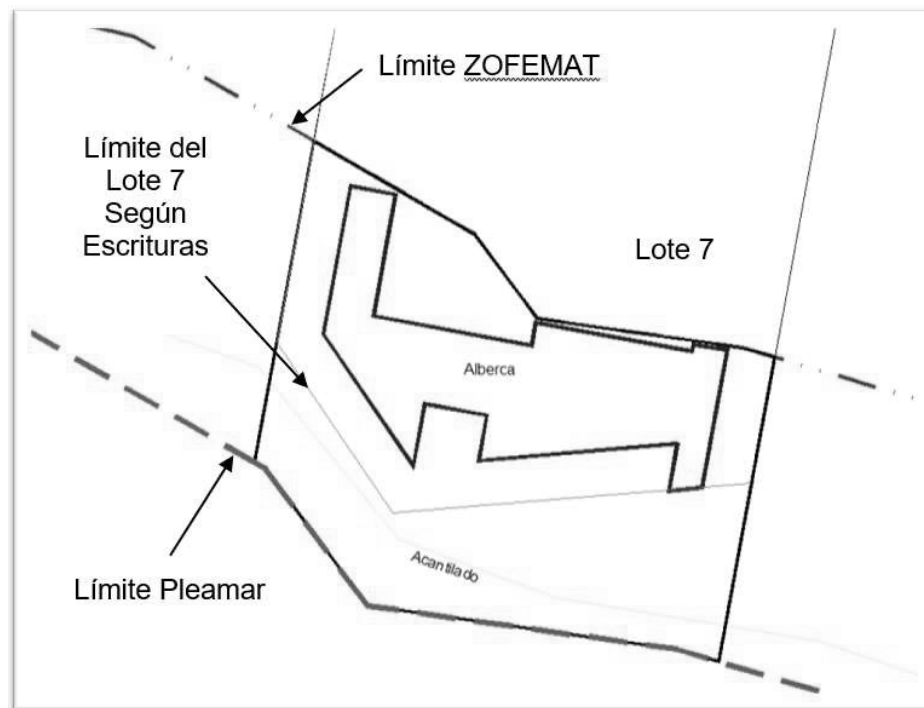 Límite ZOFEMAT
Límite del
Lote 7
Según
Escrituras
Lote 7
Alberca
Acantilado
Límite Pleamar